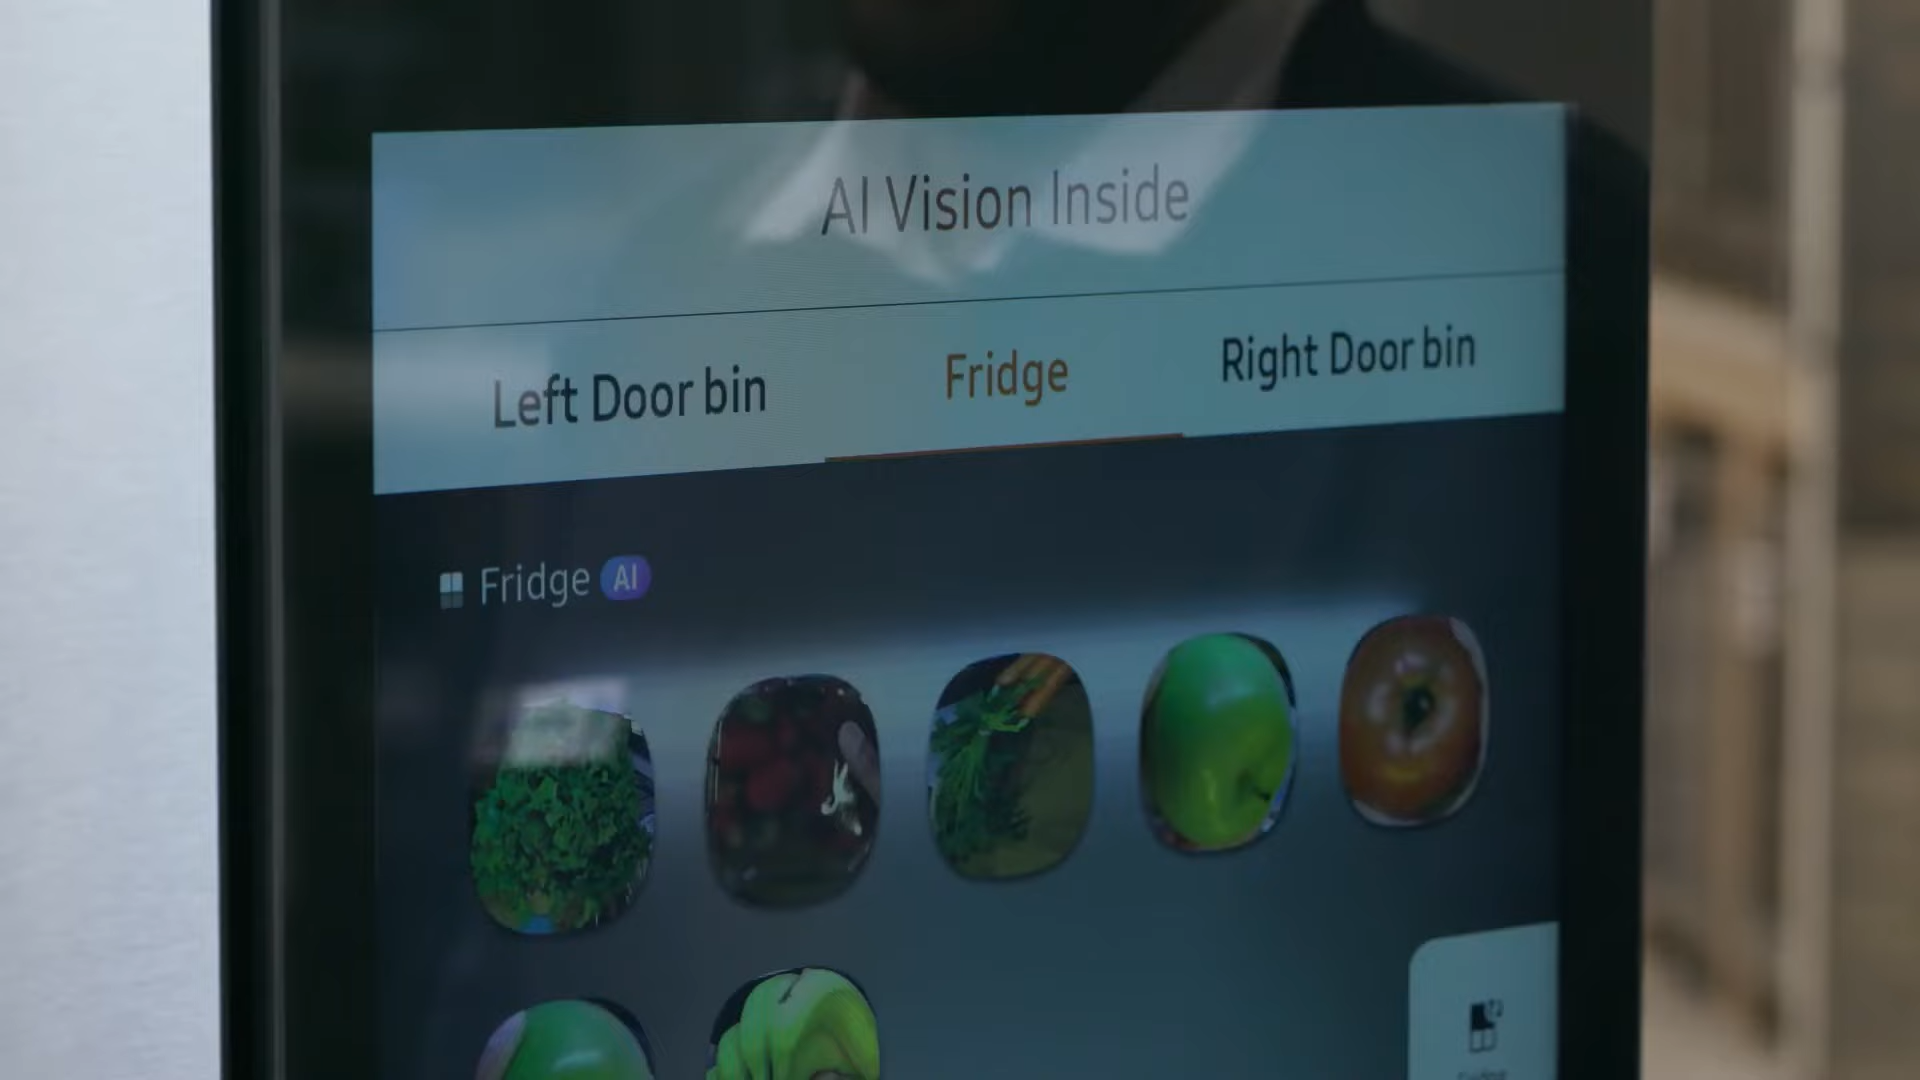 AI Vision Inside
Left Door bin
Fridge
Right Door bin
Fridge AI